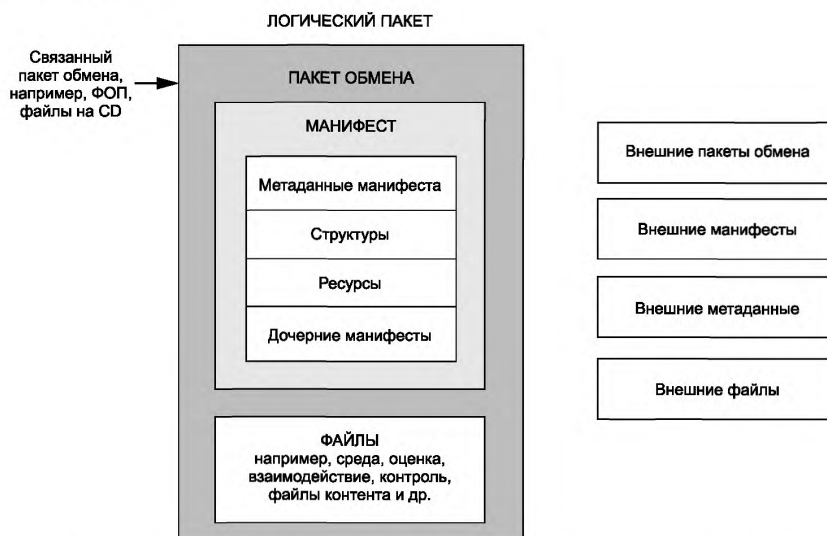 ЛОГИЧЕСКИЙ ПАКЕТ
Связанный
пакет обмена,
например, ФОП,
файлы на CD
ПАКЕТ ОБМЕНА
МАНИФЕСТ
Метаданные манифеста
Структуры
Ресурсы
Дочерние манифесты
ФАЙЛЫ
например, среда, оценка,
взаимодействие, контроль,
файлы контента и др.
Внешние пакеты обмена
Внешние манифесты
Внешние метаданные
Внешние файлы